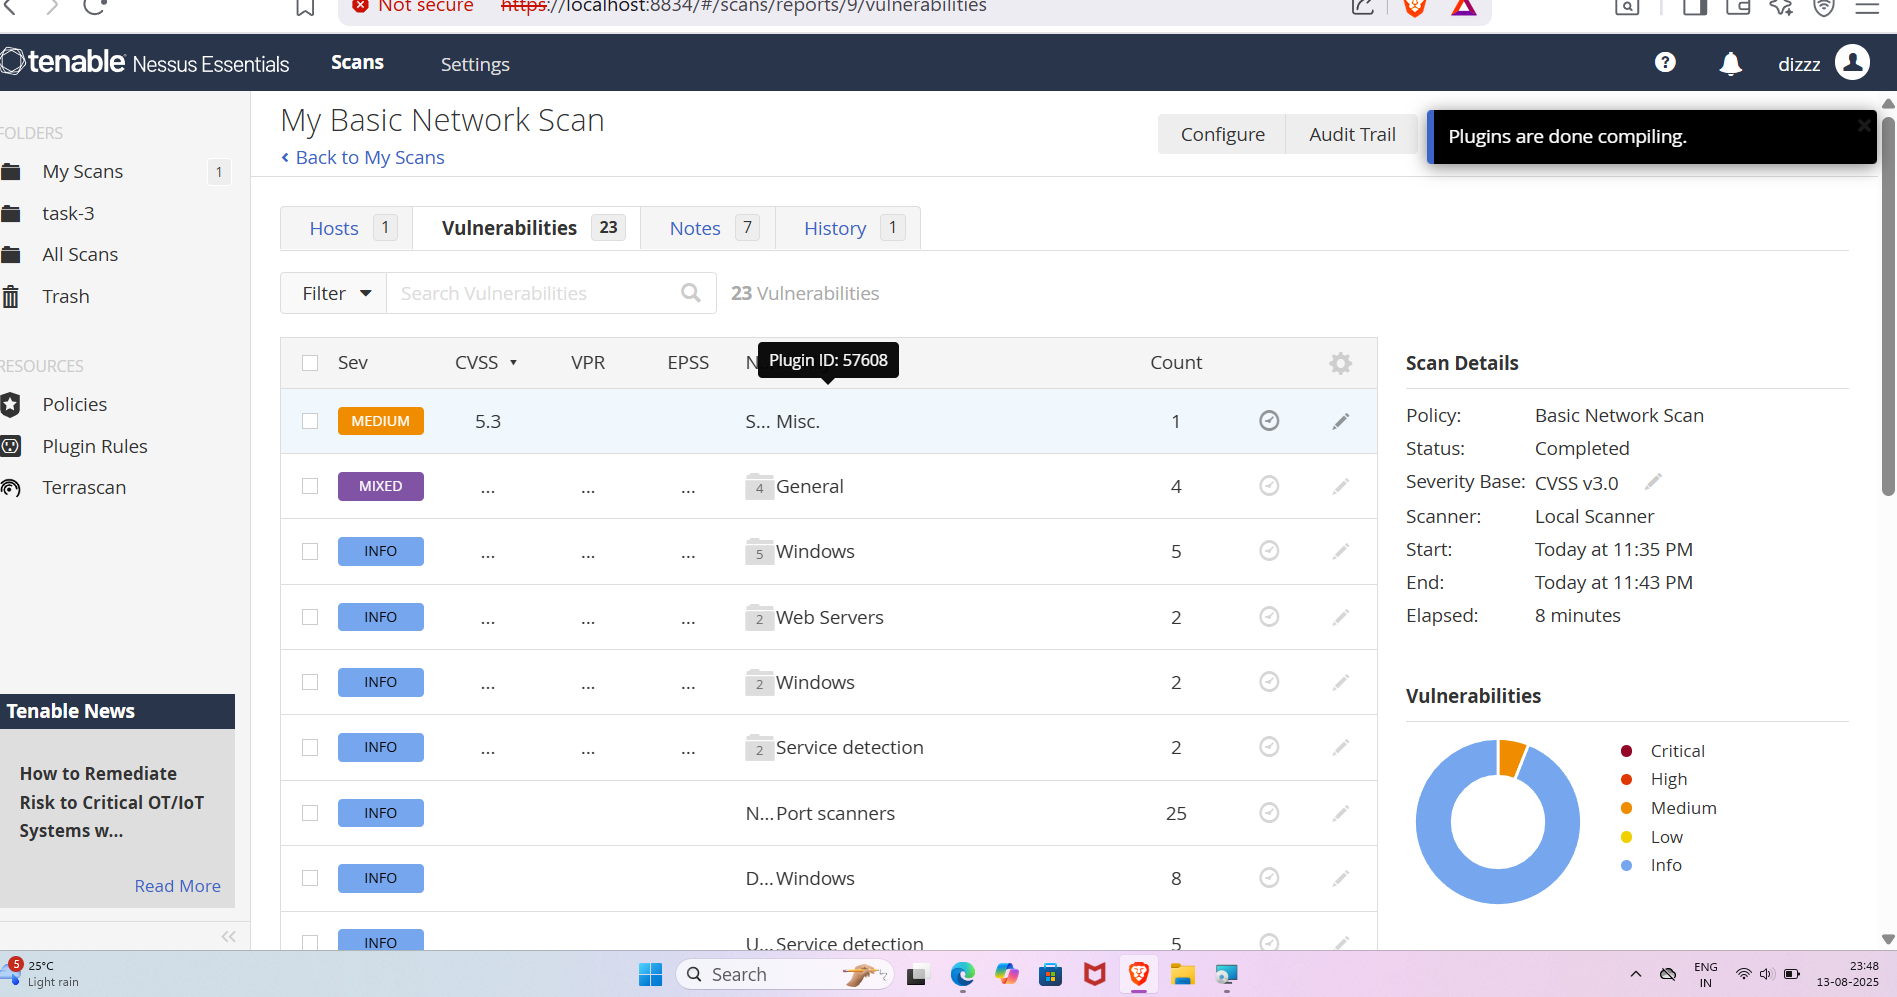 Not secure https://localhost:8834/#/scans/reports/9/vulnerabilities
tenable Nessus Essentials Scans Settings ? dizzz
FOLDERS
My Scans 1
task-3
All Scans
Trash
RESOURCES
Policies
Plugin Rules
Terrascan
Tenable News
How to Remediate
Risk to Critical OT/IoT
Systems w...
Read More
My Basic Network Scan
Back to My Scans
Configure Audit Trail
Plugins are done compiling.
Hosts 1 Vulnerabilities 23 Notes 7 History 1
Filter Search Vulnerabilities 23 Vulnerabilities
Plugin ID: 57608
Sev CVSS VPR EPSS N Count
MEDIUM 5.3 S... Misc. 1
MIXED ... ... ... 4 General 4
INFO ... ... ... 5 Windows 5
INFO ... ... ... 2 Web Servers 2
INFO ... ... ... 2 Windows 2
INFO ... ... ... 2 Service detection 2
INFO N... Port scanners 25
INFO D... Windows 8
INFO U... Service detection 5
Scan Details
Policy: Basic Network Scan
Status: Completed
Severity Base: CVSS v3.0
Scanner: Local Scanner
Start: Today at 11:35 PM
End: Today at 11:43 PM
Elapsed: 8 minutes
Vulnerabilities
Critical
High
Medium
Low
Info
5 25°C
Light rain
Search
ENG
IN
23:48
13-08-2025